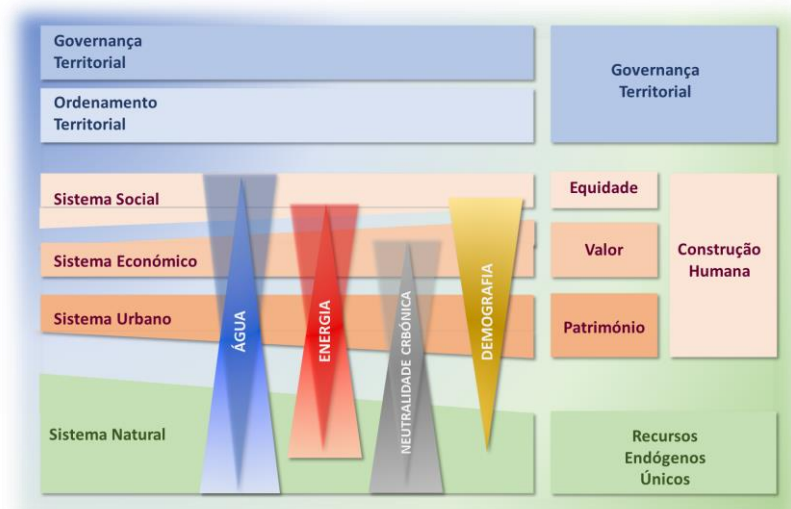 Governança
Territorial
Governança
Territorial
Ordenamento
Territorial
Sistema Social
Equidade
Sistema Económico
Valor
Construção
Humana
Sistema Urbano
Património
Sistema Natural
Recursos
Endógenos
Únicos
ÁGUA
ENERGIA
NEUTRALIDADE CRBÓNICA
DEMOGRAFIA